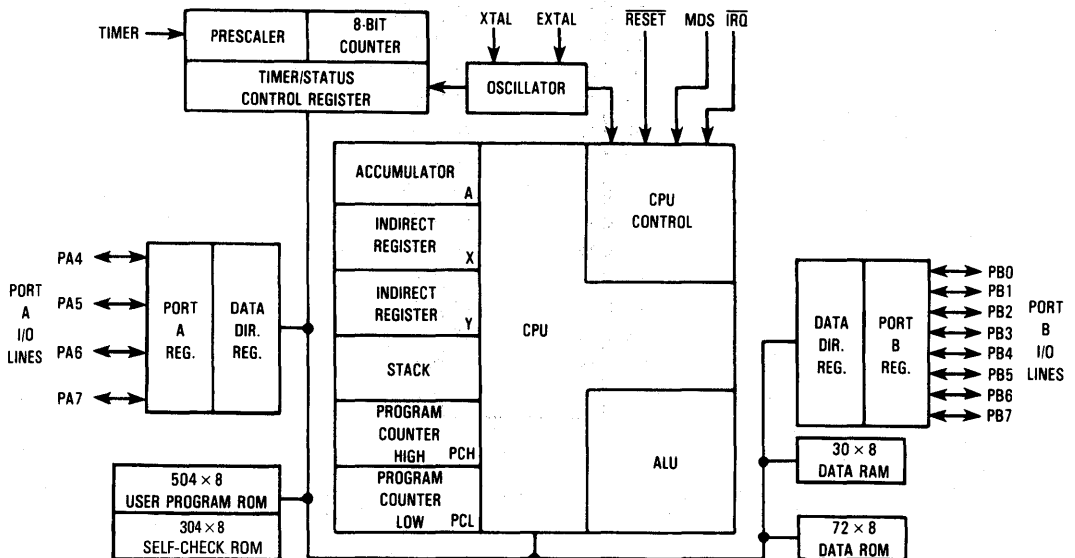 TIMER
PRESCALER
8-BIT
COUNTER
TIMER/STATUS
CONTROL REGISTER
XTAL
EXTAL
OSCILLATOR
RESET
MDS
IRQ
ACCUMULATOR
A
INDIRECT
REGISTER
X
INDIRECT
REGISTER
Y
STACK
PROGRAM
COUNTER
HIGH PCH
PROGRAM
COUNTER
LOW PCL
CPU
CPU
CONTROL
ALU
PORT
A
I/O
LINES
PA4
PA5
PA6
PA7
PORT
A
REG.
DATA
DIR.
REG.
504 × 8
USER PROGRAM ROM
304 × 8
SELF-CHECK ROM
DATA
DIR.
REG.
PORT
B
REG.
PB0
PB1
PB2
PB3
PB4
PB5
PB6
PB7
PORT
B
I/O
LINES
30 × 8
DATA RAM
72 × 8
DATA ROM